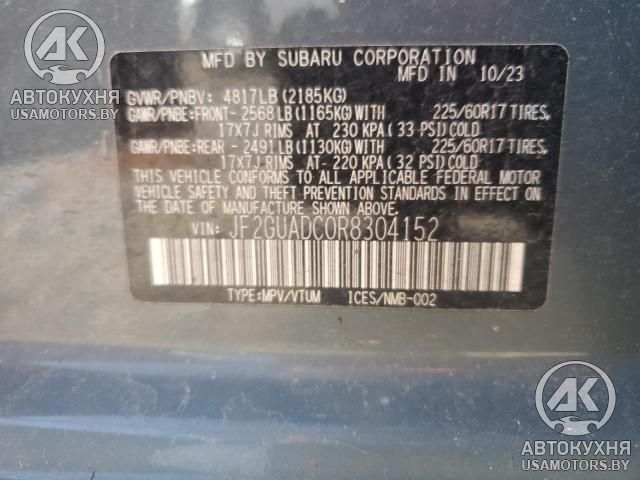 MFD BY SUBARU CORPORATION
MFD IN 10/23
GVWR/PNBV: 4817LB (2185KG)
GAWR/PNBE:FRONT-2568LB(1165KG)WITH 225/60R17 TIRES,
17X7J RIMS AT 230 KPA (33 PSI)COLD
GAWR/PNBE:REAR -2491LB(1130KG)WITH 225/60R17 TIRES,
17X7J RIMS AT- 220 KPA (32 PSI)COLD
THIS VEHICLE CONFORMS TO ALL APPLICABLE FEDERAL MOTOR
VEHICLE SAFETY AND THEFT PREVENTION STANDARDS IN EFFECT ON
THE DATE OF MANUFACTURE SHOWN ABOVE.
VIN: JF2GUADC0R8304152
TYPE:MPV/VTUM ICES/NMB-002
АК
АВТОКУХНЯ
USAMOTORS.BY
АК
АВТОКУХНЯ
USAMOTORS.BY